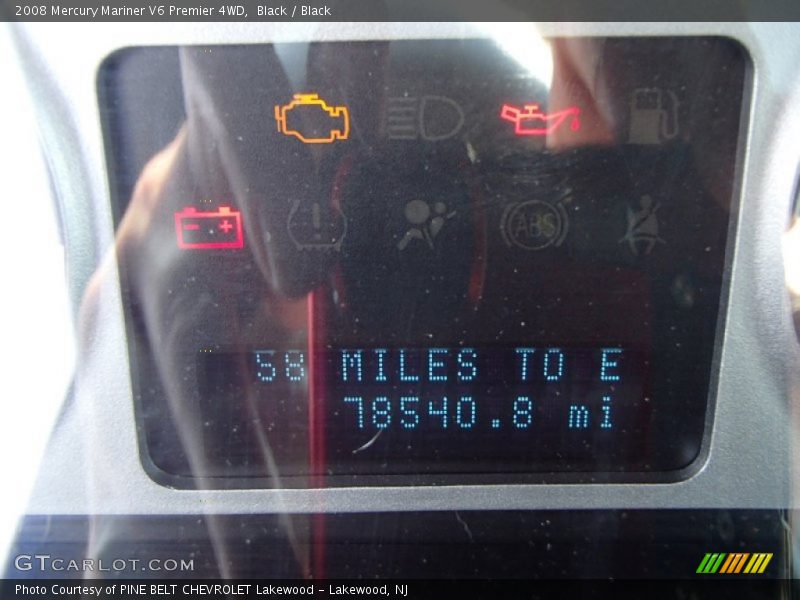 2008 Mercury Mariner V6 Premier 4WD,  Black / Black
ABS
58 MILES TO E
78540.8 mi
GTCARLOT.COM
Photo Courtesy of PINE BELT CHEVROLET Lakewood - Lakewood, NJ